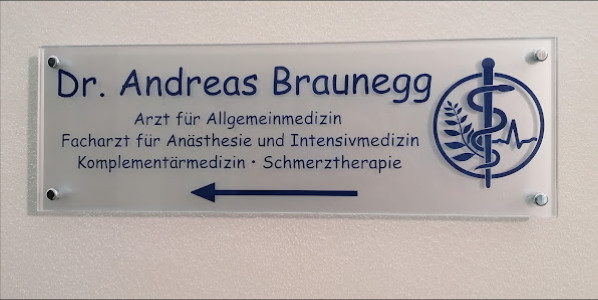 Dr. Andreas Braunegg
Arzt für Allgemeinmedizin
Facharzt für Anästhesie und Intensivmedizin
Komplementärmedizin • Schmerztherapie